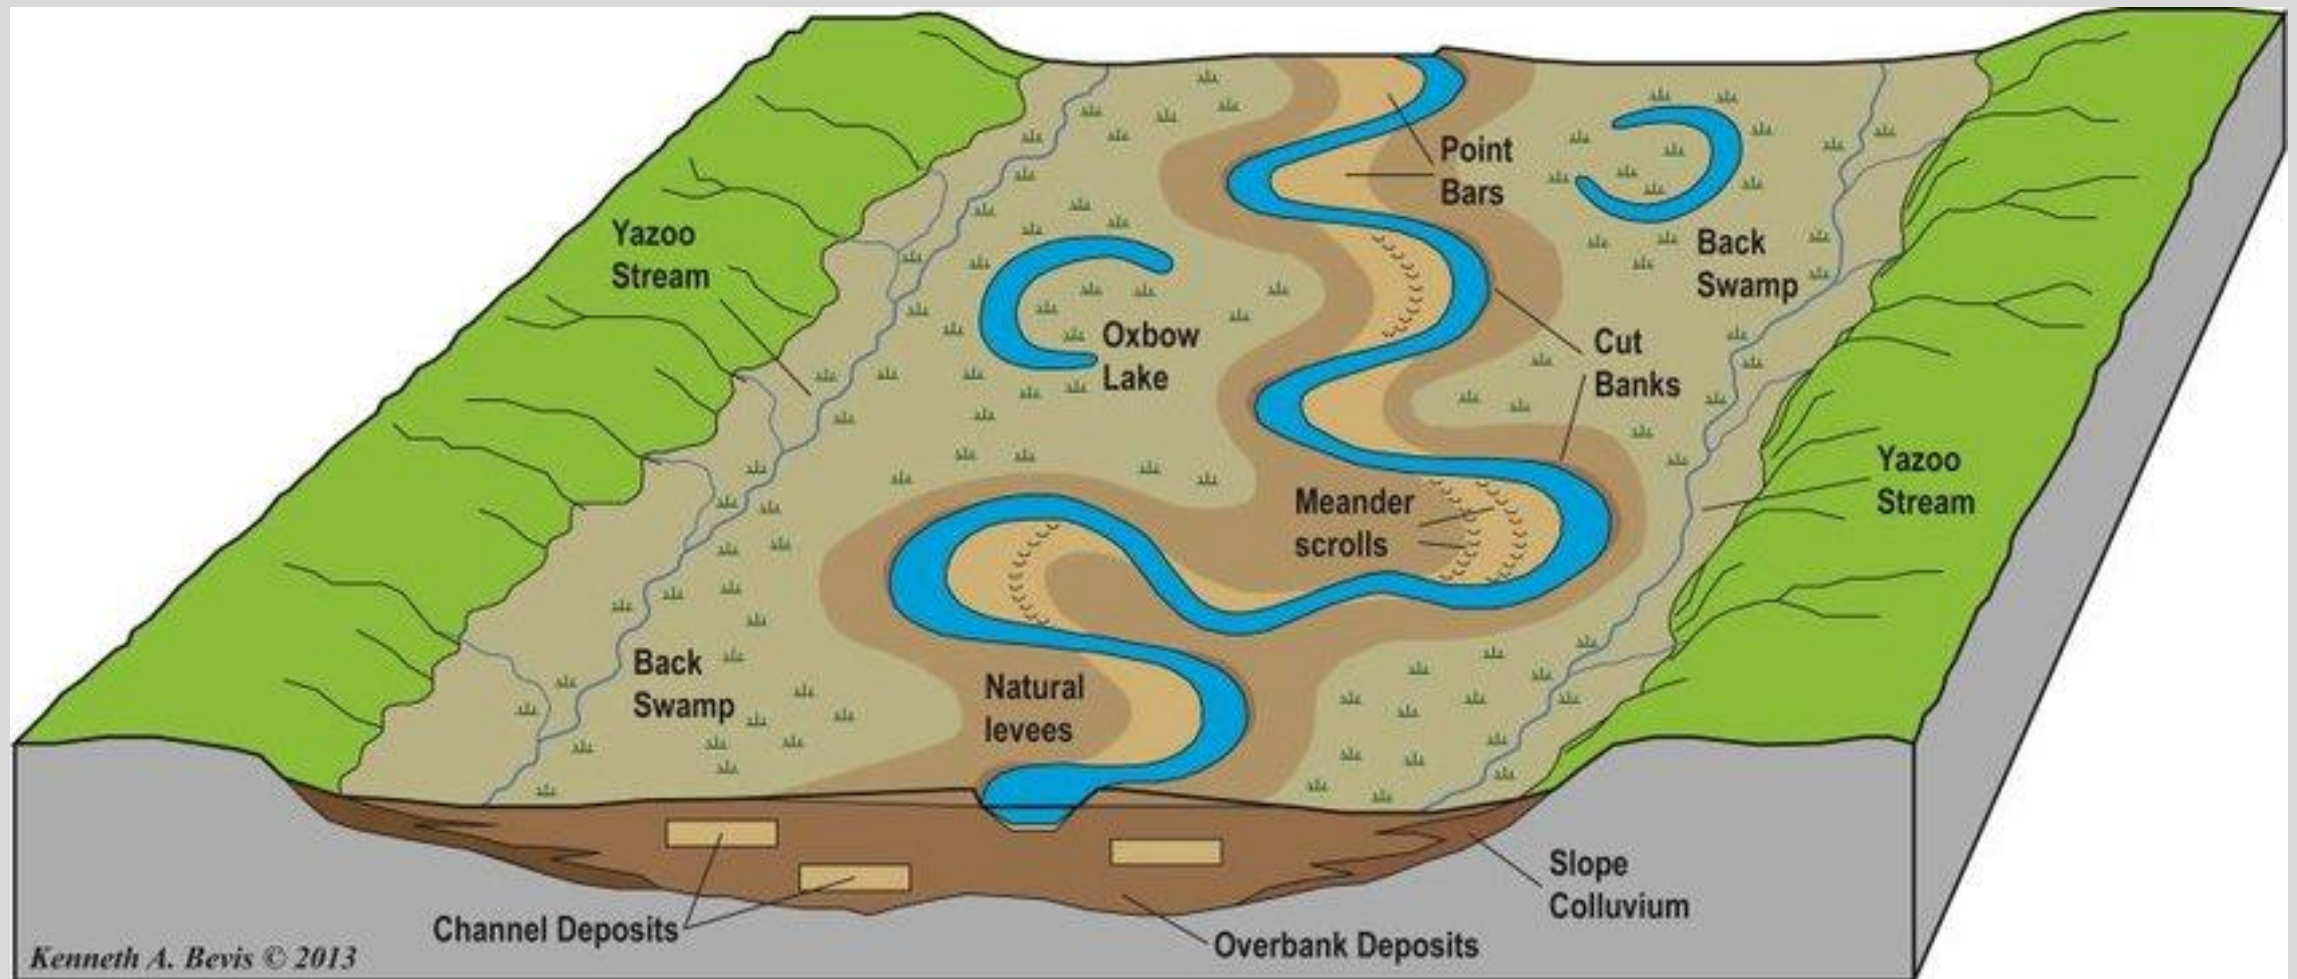 Point
Bars
Yazoo
Stream
Back
Swamp
Oxbow
Lake
Cut
Banks
Yazoo
Stream
Meander
scrolls
Back
Swamp
Natural
levees
Slope
Colluvium
Channel Deposits
Overbank Deposits
Kenneth A. Bevis © 2013